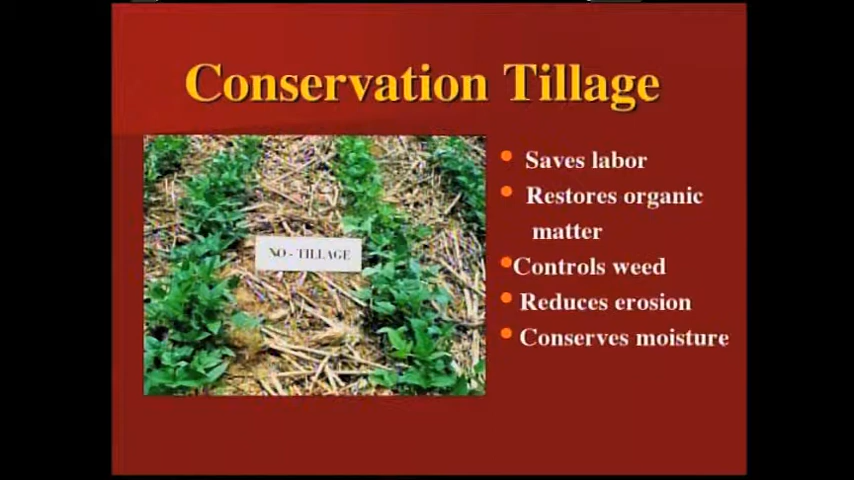 Conservation Tillage
NO - TILLAGE
• Saves labor
• Restores organic
matter
•Controls weed
• Reduces erosion
• Conserves moisture